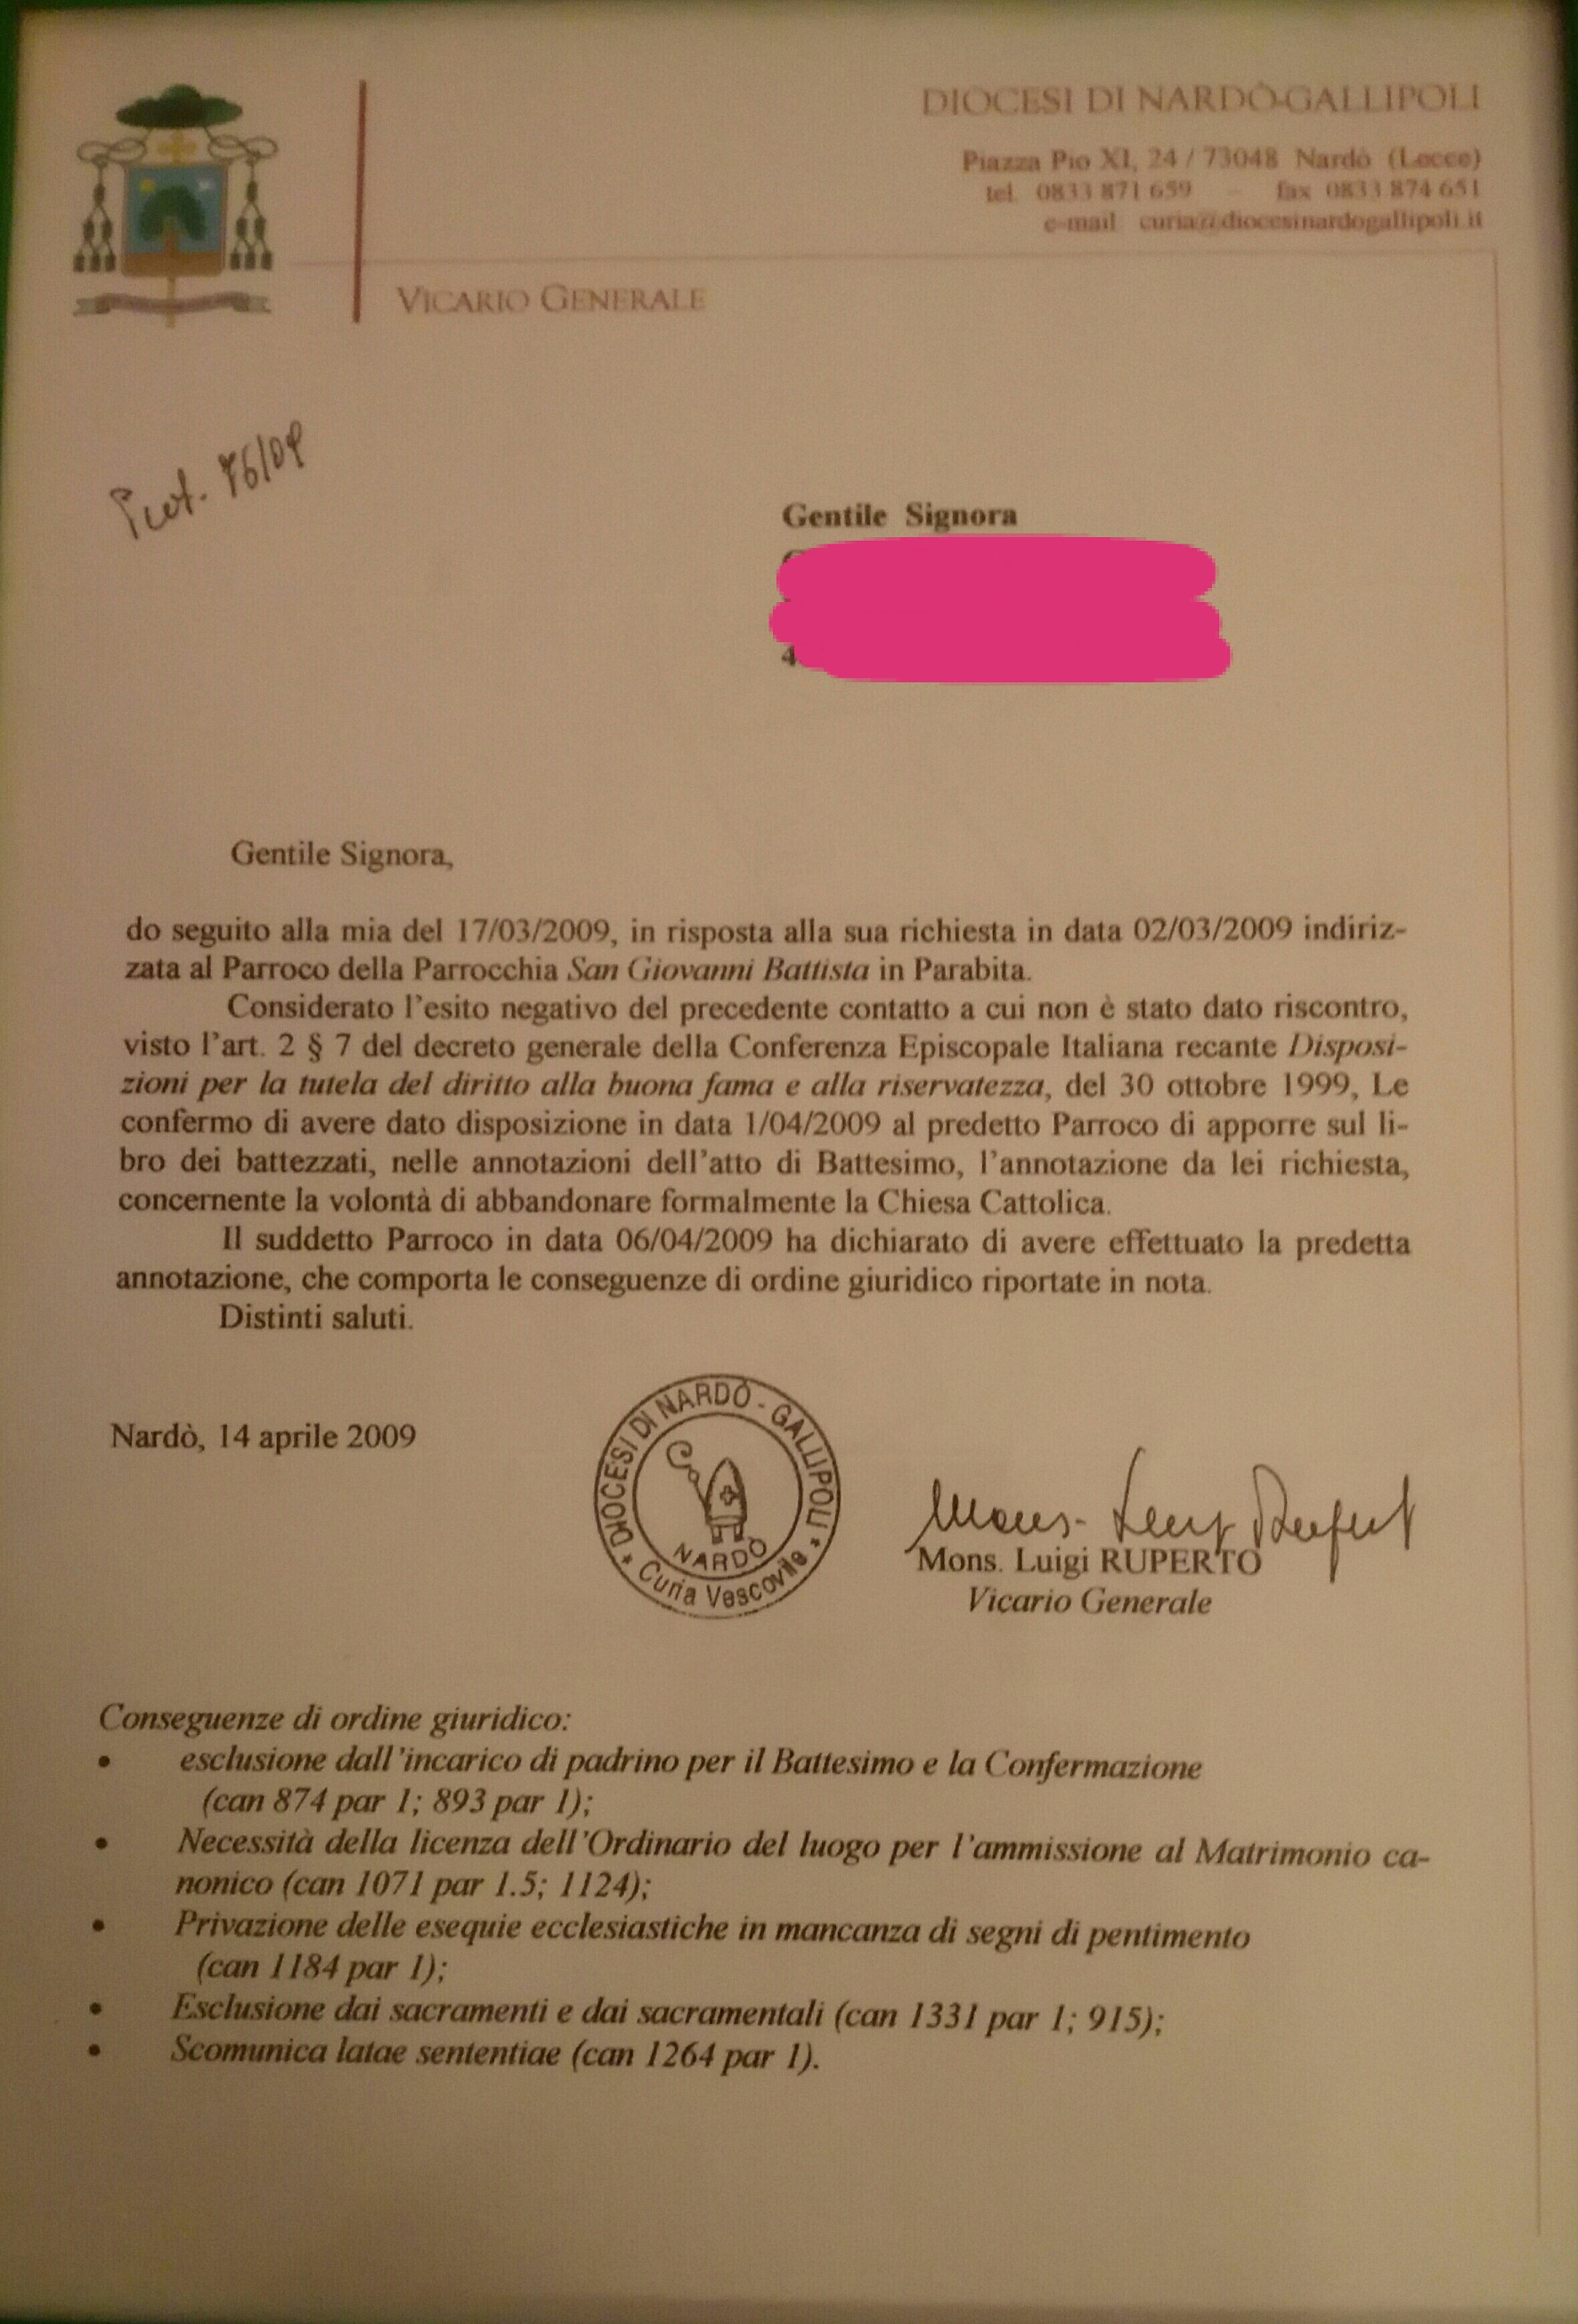 DIOCESI DI NARDÒ-GALLIPOLI
Piazza Pio XI, 24 / 73048 Nardò (Lecce)
tel. 0833 871 659 - fax 0833 874 651
e-mail curia@diocesinardogallipoli.it
VICARIO GENERALE
Prot. 76/09
Gentile Signora
Gentile Signora,
do seguito alla mia del 17/03/2009, in risposta alla sua richiesta in data 02/03/2009 indiriz-
zata al Parroco della Parrocchia San Giovanni Battista in Parabita.
Considerato l'esito negativo del precedente contatto a cui non è stato dato riscontro,
visto l'art. 2 § 7 del decreto generale della Conferenza Episcopale Italiana recante Disposi-
zioni per la tutela del diritto alla buona fama e alla riservatezza, del 30 ottobre 1999, Le
confermo di avere dato disposizione in data 1/04/2009 al predetto Parroco di apporre sul li-
bro dei battezzati, nelle annotazioni dell'atto di Battesimo, l'annotazione da lei richiesta,
concernente la volontà di abbandonare formalmente la Chiesa Cattolica.
Il suddetto Parroco in data 06/04/2009 ha dichiarato di avere effettuato la predetta
annotazione, che comporta le conseguenze di ordine giuridico riportate in nota.
Distinti saluti.
Nardò, 14 aprile 2009
DIOCESI DI NARDÒ - GALLIPOLI
NARDÒ
Curia Vescovile
Mons. Luigi Ruperto
Mons. Luigi RUPERTO
Vicario Generale
Conseguenze di ordine giuridico:
• esclusione dall'incarico di padrino per il Battesimo e la Confermazione
(can 874 par 1; 893 par 1);
• Necessità della licenza dell'Ordinario del luogo per l'ammissione al Matrimonio ca-
nonico (can 1071 par 1.5; 1124);
• Privazione delle esequie ecclesiastiche in mancanza di segni di pentimento
(can 1184 par 1);
• Esclusione dai sacramenti e dai sacramentali (can 1331 par 1; 915);
• Scomunica latae sententiae (can 1264 par 1).